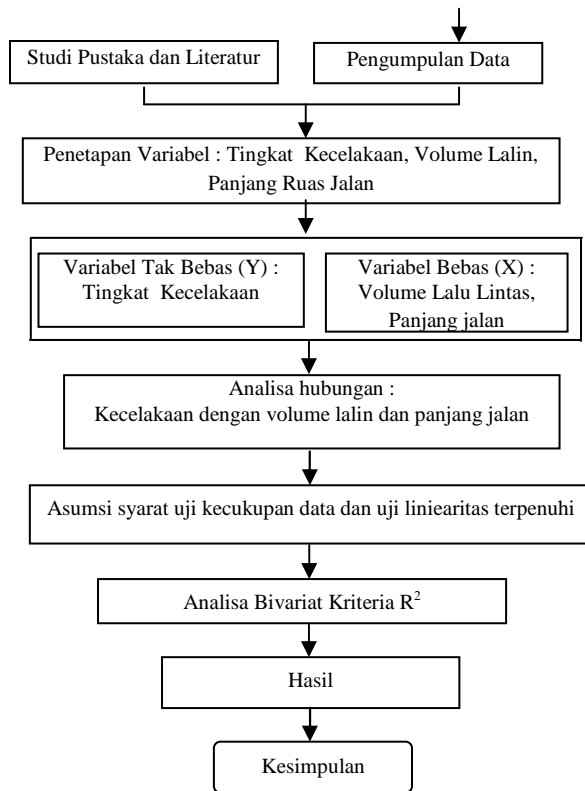 Studi Pustaka dan Literatur
Pengumpulan Data
Penetapan Variabel : Tingkat Kecelakaan, Volume Lalin,
Panjang Ruas Jalan
Variabel Tak Bebas (Y) :
Tingkat Kecelakaan
Variabel Bebas (X) :
Volume Lalu Lintas,
Panjang jalan
Analisa hubungan :
Kecelakaan dengan volume lalin dan panjang jalan
Asumsi syarat uji kecukupan data dan uji liniearitas terpenuhi
Analisa Bivariat Kriteria R²
Hasil
Kesimpulan